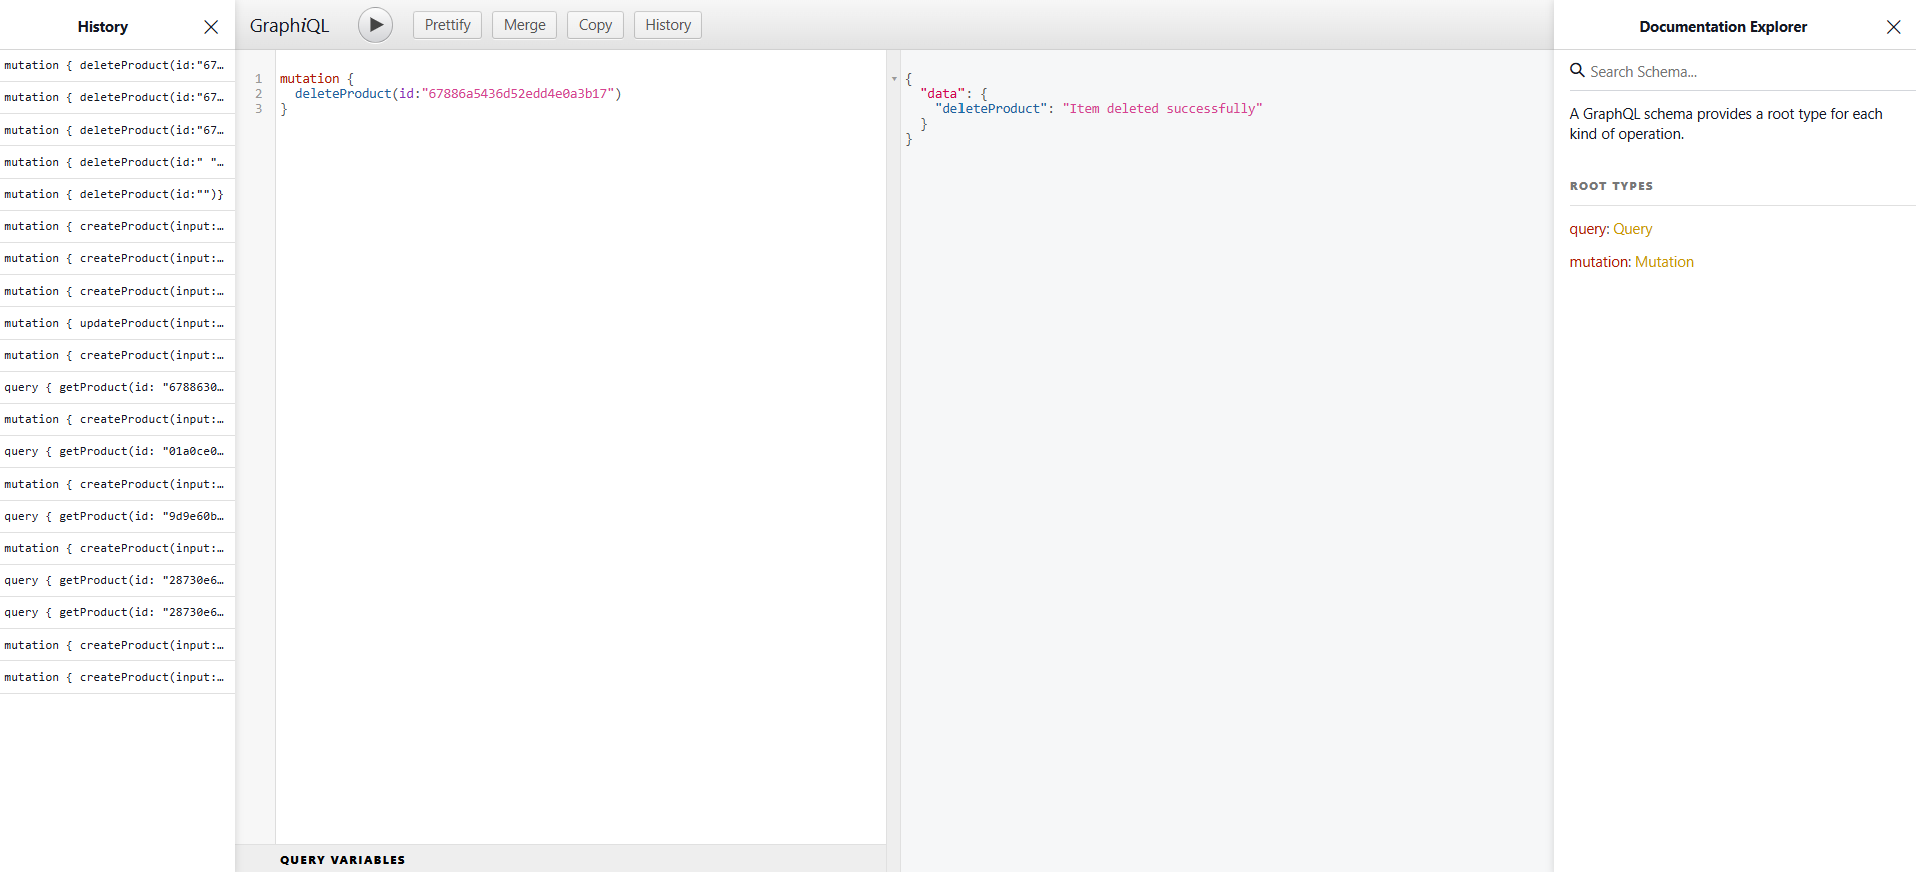 History
mutation { deleteProduct(id:"67…
mutation { deleteProduct(id:"67…
mutation { deleteProduct(id:"67…
mutation { deleteProduct(id:" "…
mutation { deleteProduct(id:"")}
mutation { createProduct(input:…
mutation { createProduct(input:…
mutation { createProduct(input:…
mutation { updateProduct(input:…
mutation { createProduct(input:…
query { getProduct(id: "6788630…
mutation { createProduct(input:…
query { getProduct(id: "01a0ce0…
mutation { createProduct(input:…
query { getProduct(id: "9d9e60b…
mutation { createProduct(input:…
query { getProduct(id: "28730e6…
query { getProduct(id: "28730e6…
mutation { createProduct(input:…
mutation { createProduct(input:…
GraphiQL
Prettify
Merge
Copy
History
1 mutation {
2 deleteProduct(id:"67886a5436d52edd4e0a3b17")
3 }
QUERY VARIABLES
{
"data": {
"deleteProduct": "Item deleted successfully"
}
}
Documentation Explorer
Search Schema...
A GraphQL schema provides a root type for each
kind of operation.
ROOT TYPES
query: Query
mutation: Mutation